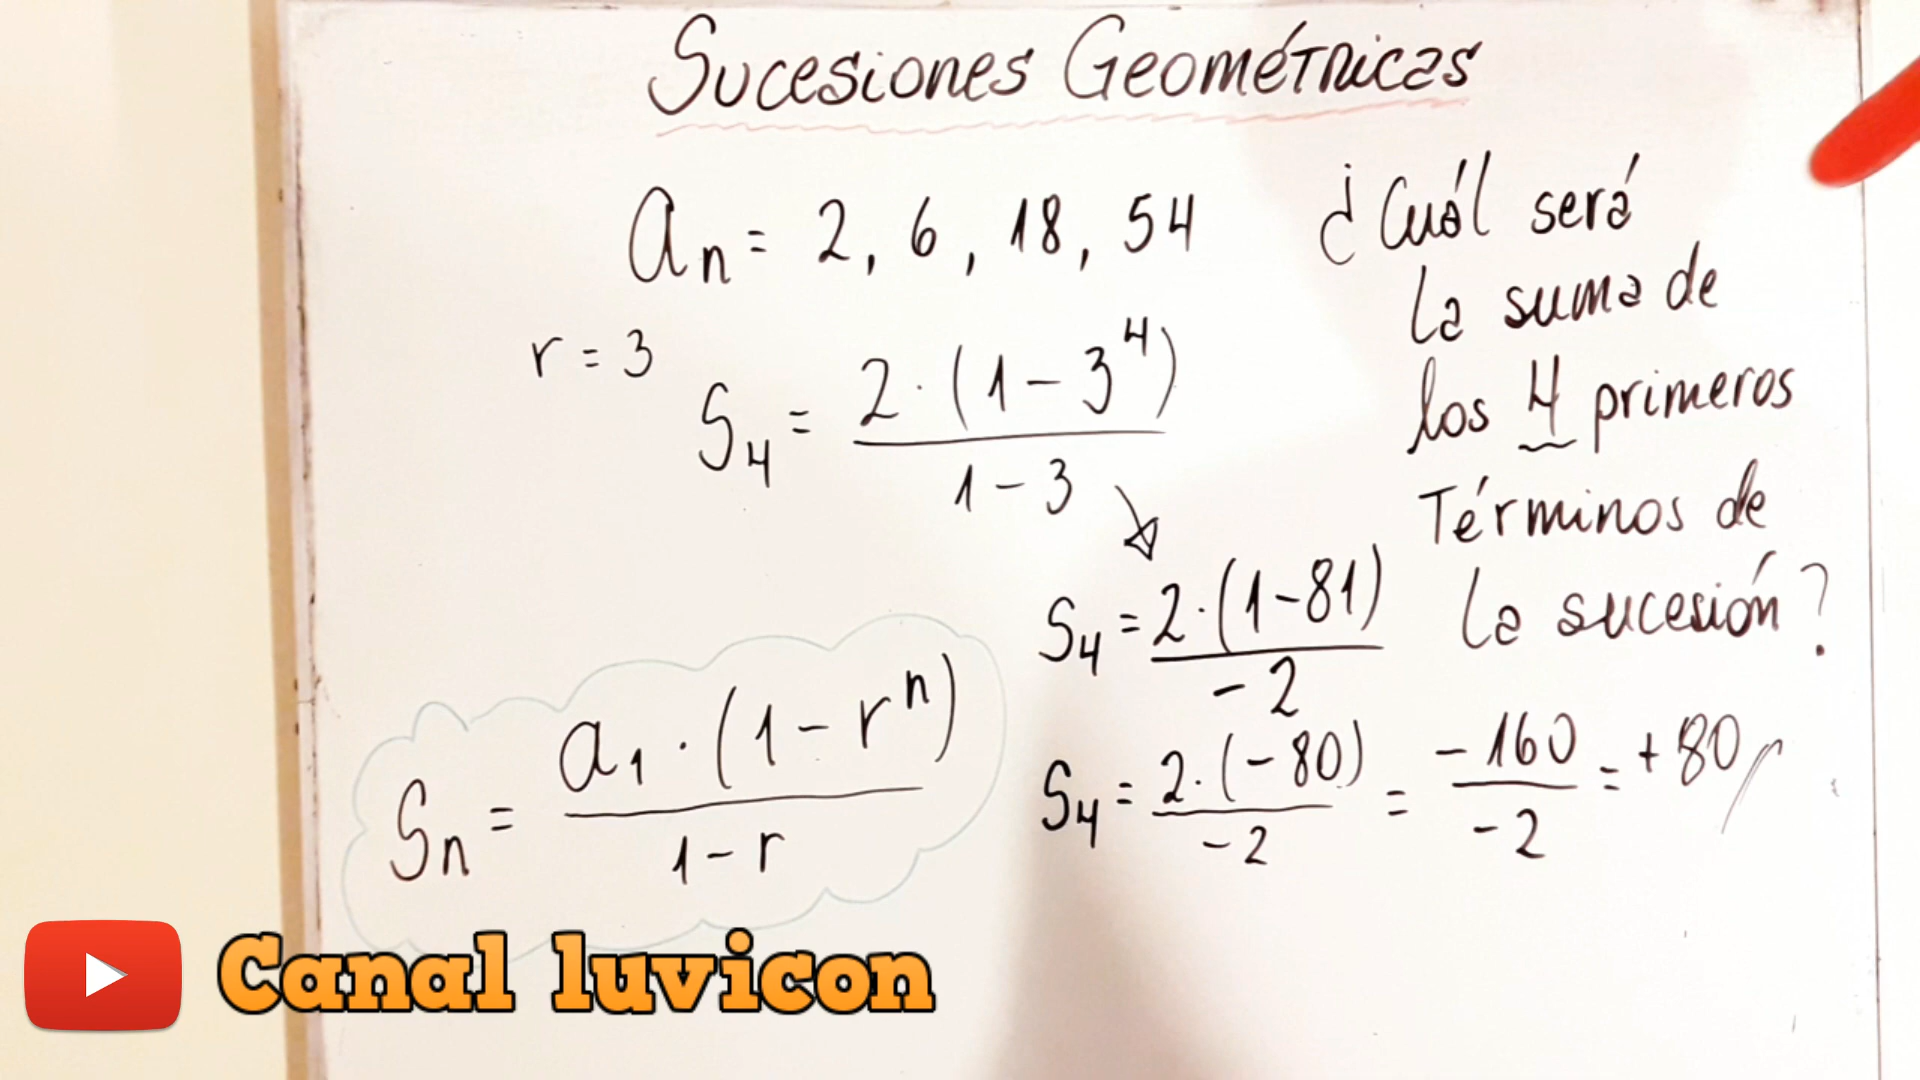 Sucesiones Geométricas
an = 2, 6, 18, 54
r = 3
S4 = 2·(1-3^4) / 1-3
¿Cuál será
la suma de
los 4 primeros
Términos de
la sucesión?
S4 = 2·(1-81) / -2
S4 = 2·(-80) / -2 = -160 / -2 = +80
Sn = a1·(1-r^n) / 1-r
Canal luvicon